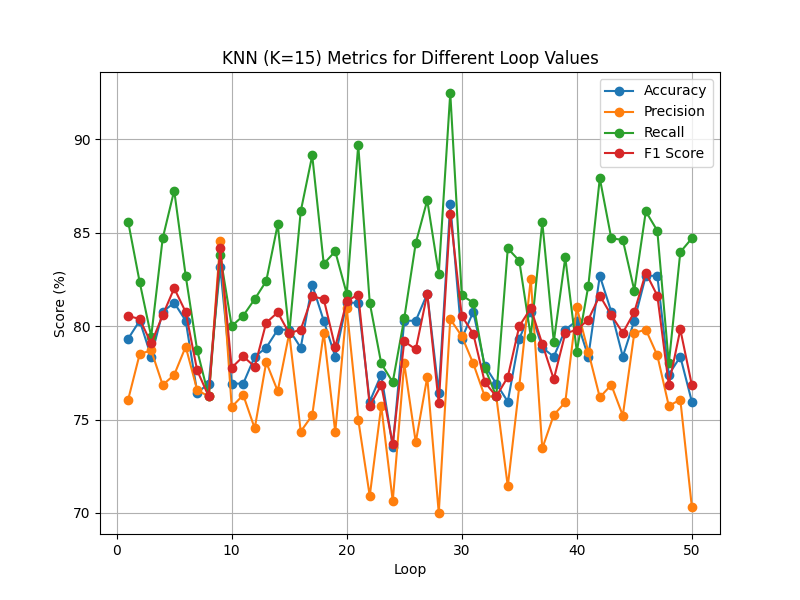 KNN (K=15) Metrics for Different Loop Values
Accuracy
Precision
Recall
F1 Score
Score (%)
90
85
80
75
70
0 10 20 30 40 50
Loop